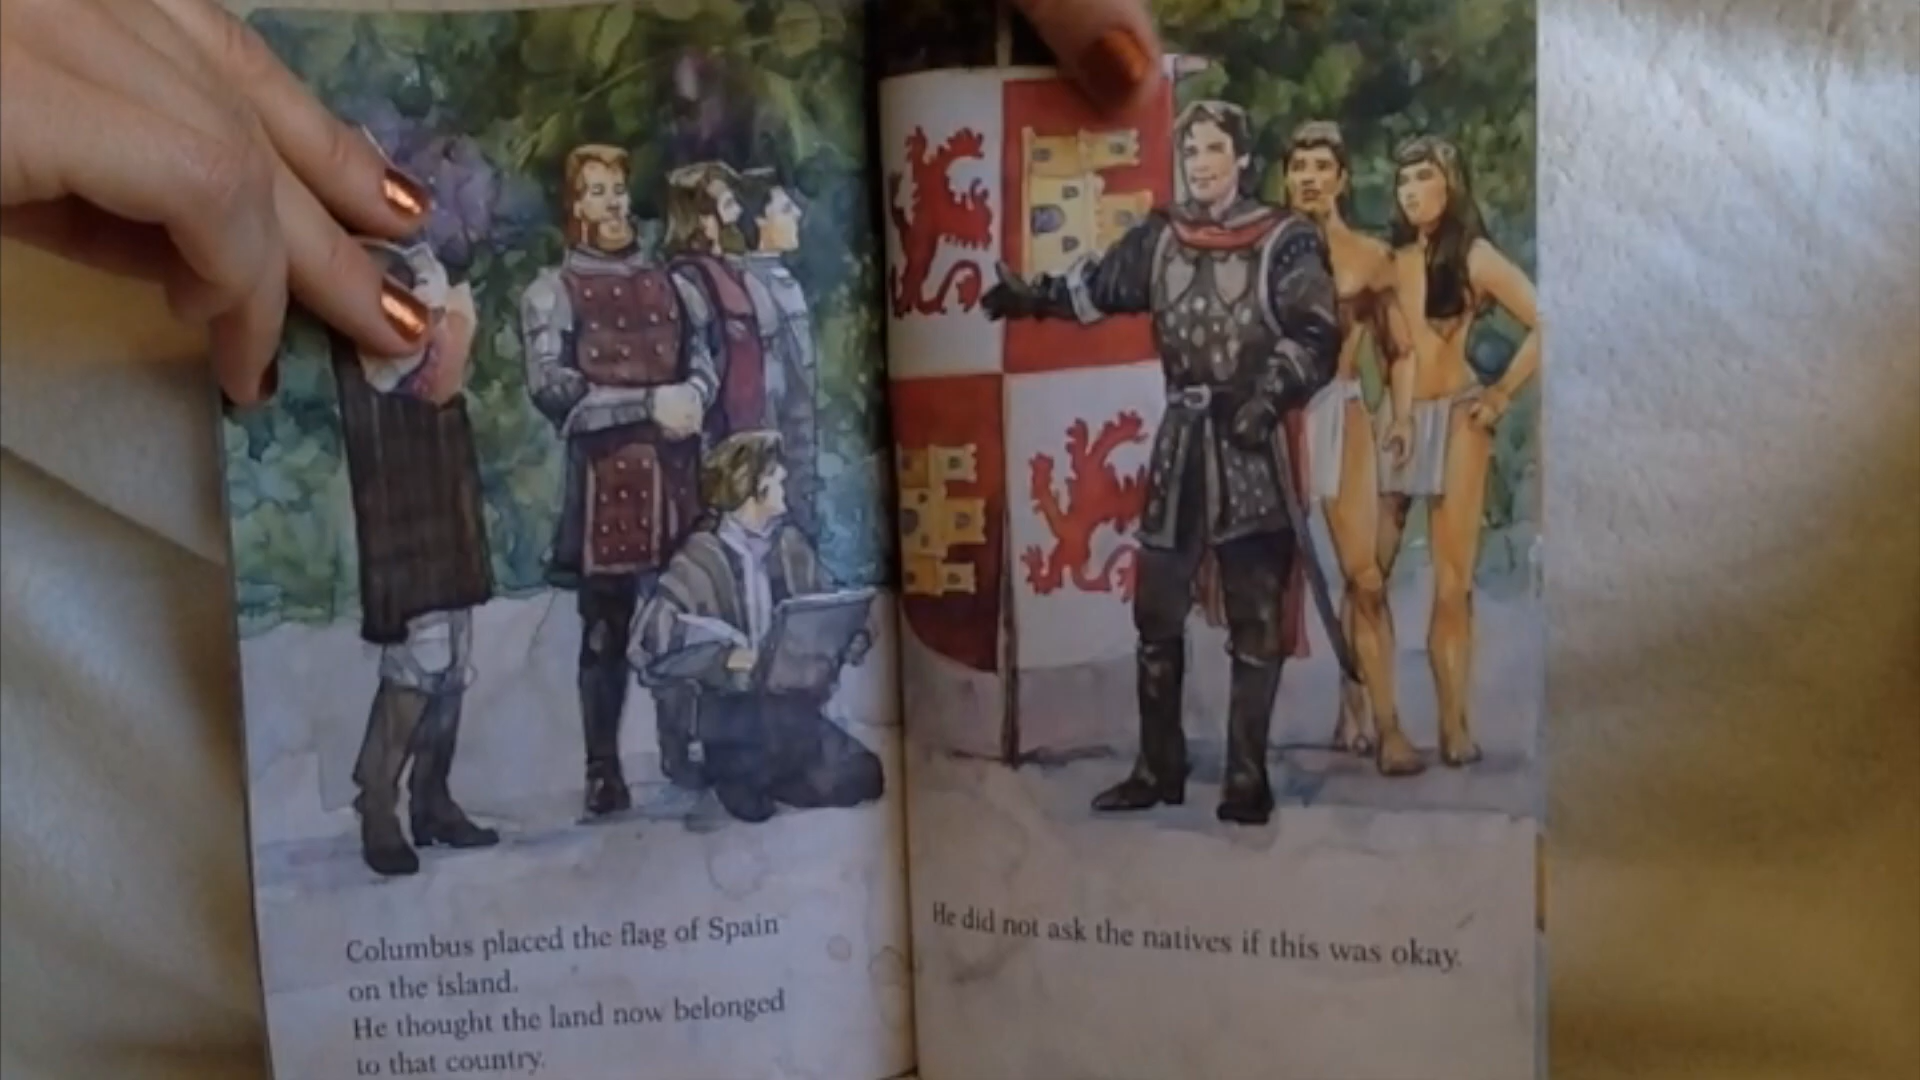 Columbus placed the flag of Spain
on the island.
He thought the land now belonged
to that country.
He did not ask the natives if this was okay.